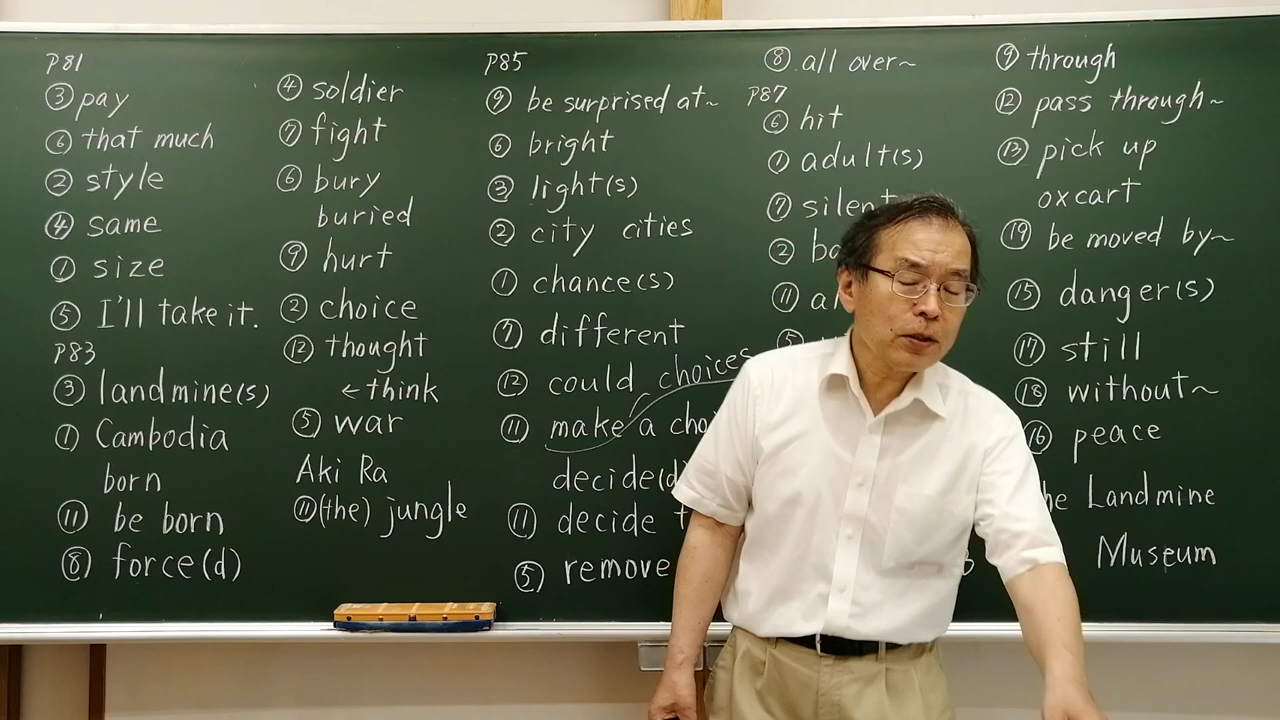 P81
③ pay
⑥ that much
② style
④ same
① size
⑤ I'll take it.
P83
③ landmine(s)
① Cambodia
born
⑪ be born
⑧ force(d)
④ soldier
⑦ fight
⑥ bury
buried
⑨ hurt
② choice
⑫ thought
← think
⑤ war
Aki Ra
⑪ (the) jungle
P85
⑨ be surprised at~
⑥ bright
③ light(s)
② city cities
① chance(s)
⑦ different
⑫ could choices
⑪ make a
decide(d
⑪ decide
⑤ remove
⑧ all over~
P87
⑥ hit
① adult(s)
⑦ silent
②
⑪
⑨ through
⑫ pass through~
⑬ pick up
oxcart
⑲ be moved by~
⑮ danger(s)
⑰ still
⑱ without~
⑯ peace
Landmine
Museum